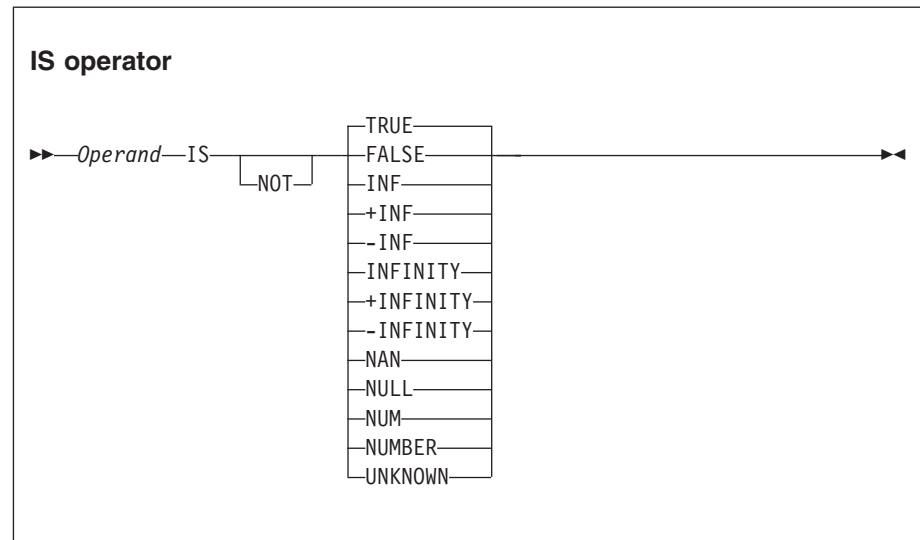 IS operator
TRUE
Operand IS FALSE
NOT INF
+INF
-INF
INFINITY
+INFINITY
-INFINITY
NAN
NULL
NUM
NUMBER
UNKNOWN